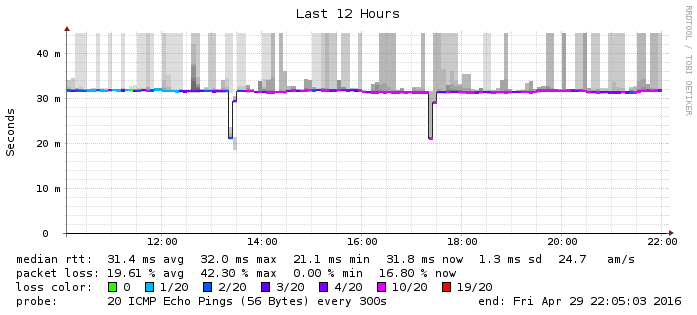 Last 12 Hours
RRDTOOL / TOBI OETIKER
Seconds
40 m
30 m
20 m
10 m
0
12:00 14:00 16:00 18:00 20:00 22:00
median rtt: 31.4 ms avg 32.0 ms max 21.1 ms min 31.8 ms now 1.3 ms sd 24.7 am/s
packet loss: 19.61 % avg 42.30 % max 0.00 % min 16.80 % now
loss color: 0 1/20 2/20 3/20 4/20 10/20 19/20
probe: 20 ICMP Echo Pings (56 Bytes) every 300s end: Fri Apr 29 22:05:03 2016